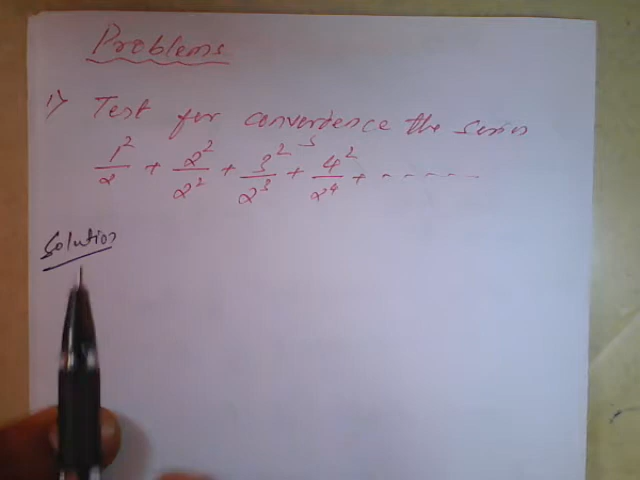 Problems
1) Test for convergence the series
1²/2 + 2²/2² + 3²/2³ + 4²/2⁴ + - - - - - -
Solution